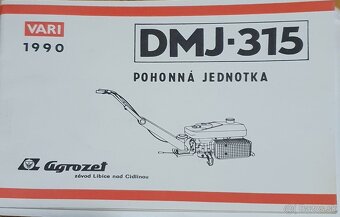 VARI
1990
DMJ-315
POHONNÁ JEDNOTKA
agrozet
závod Libice nad Cidlinou